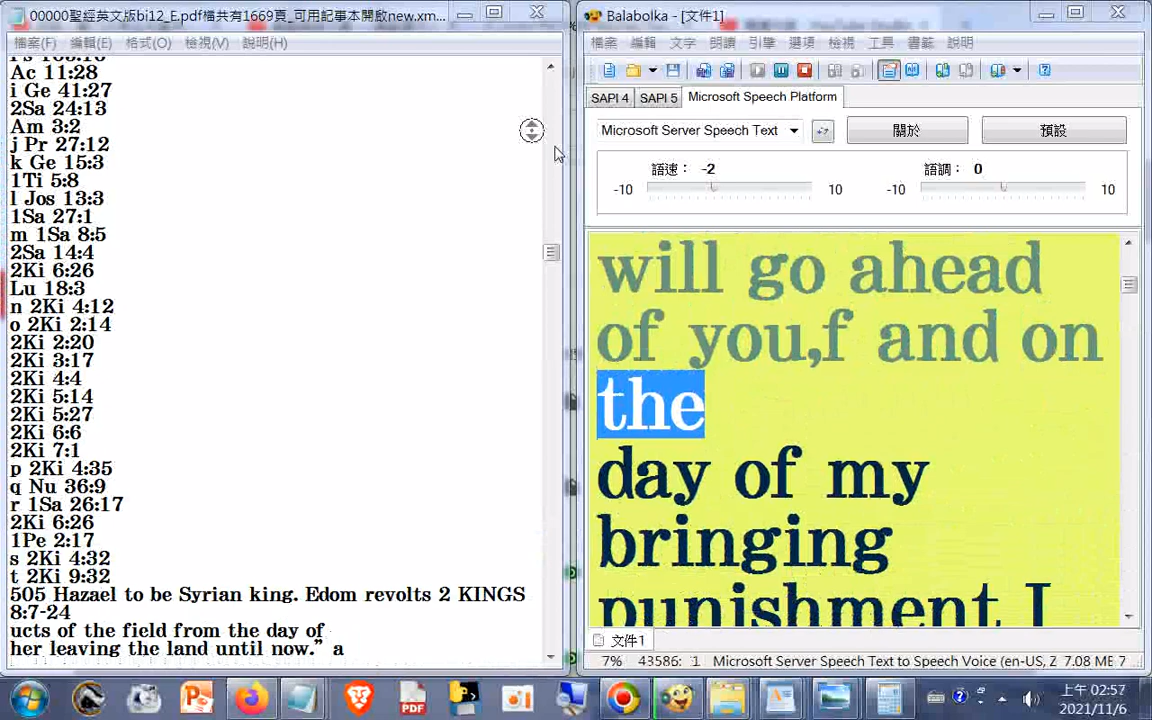 00000聖經英文版bi12_E.pdf檔共有1669頁_可用記事本開啟new.xm...
檔案(F) 編輯(E) 格式(O) 檢視(V) 說明(H)
Ac 11:28
i Ge 41:27
2Sa 24:13
Am 3:2
j Pr 27:12
k Ge 15:3
1Ti 5:8
l Jos 13:3
1Sa 27:1
m 1Sa 8:5
2Sa 14:4
2Ki 6:26
Lu 18:3
n 2Ki 4:12
o 2Ki 2:14
2Ki 2:20
2Ki 3:17
2Ki 4:4
2Ki 5:14
2Ki 5:27
2Ki 6:6
2Ki 7:1
p 2Ki 4:35
q Nu 36:9
r 1Sa 26:17
2Ki 6:26
1Pe 2:17
s 2Ki 4:32
t 2Ki 9:32
505 Hazael to be Syrian king. Edom revolts 2 KINGS
8:7-24
ucts of the field from the day of
her leaving the land until now.” a
Balabolka - [文件1]
檔案 編輯 文字 朗讀 引擎 選項 檢視 工具 書籤 說明
SAPI 4 SAPI 5 Microsoft Speech Platform
Microsoft Server Speech Text 關於 預設
語速： -2 語調： 0
-10 10 -10 10
will go ahead
of you,f and on
the
day of my
bringing
punishment I
文件1
7% 43586: 1 Microsoft Server Speech Text to Speech Voice (en-US, Z 7.08 MB 7
上午 02:57
2021/11/6